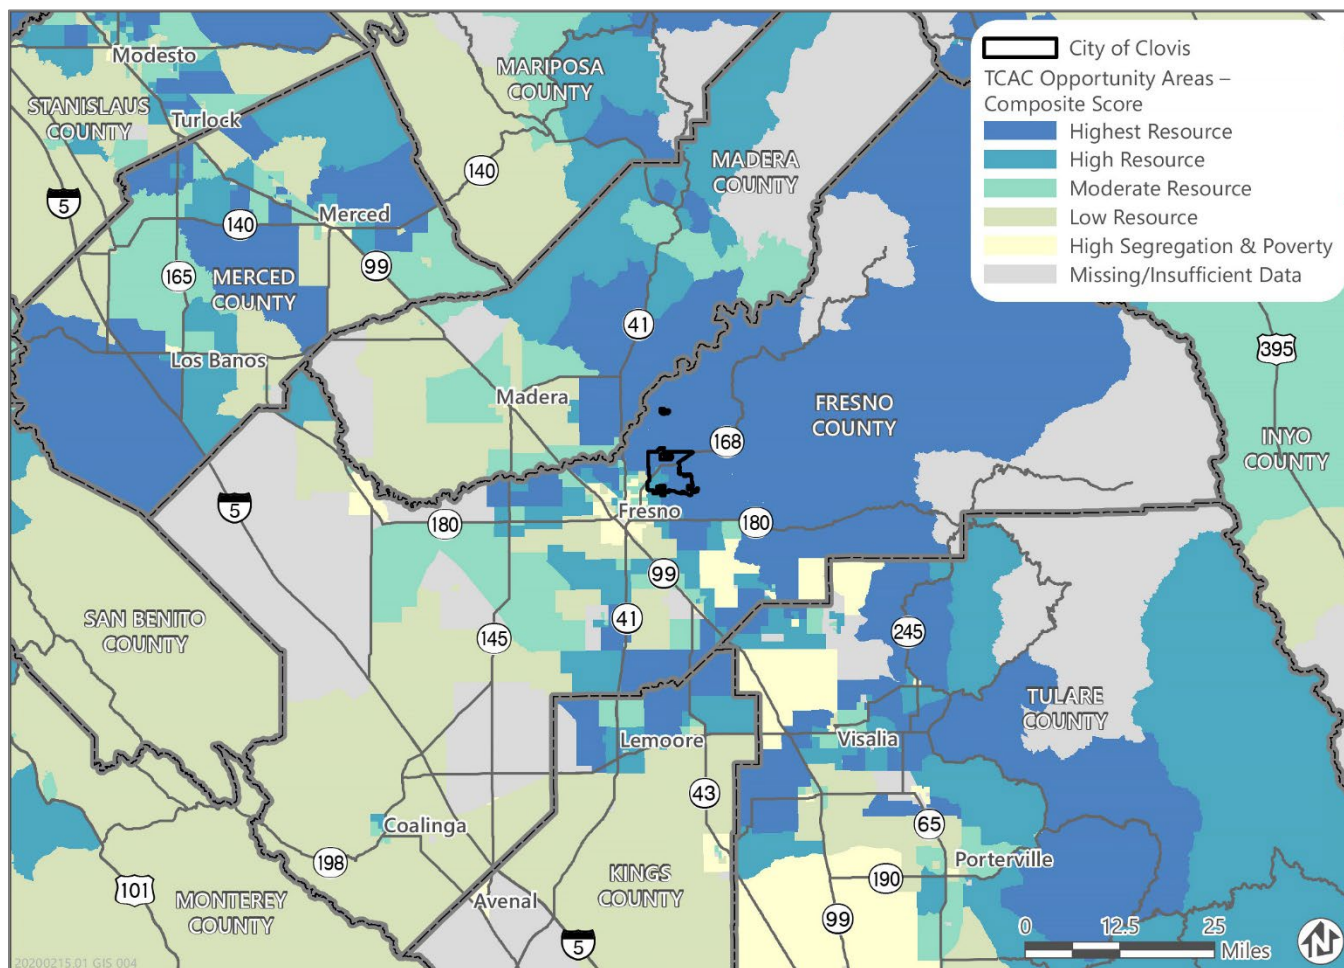 City of Clovis
TCAC Opportunity Areas –
Composite Score
Highest Resource
High Resource
Moderate Resource
Low Resource
High Segregation & Poverty
Missing/Insufficient Data
Modesto
STANISLAUS
COUNTY
Turlock
MARIPOSA
COUNTY
140
MADERA
COUNTY
5
140
Merced
99
165
MERCED
COUNTY
41
395
Los Banos
Madera
FRESNO
COUNTY
INYO
COUNTY
168
5
180
Fresno
180
99
SAN BENITO
COUNTY
145
41
245
TULARE
COUNTY
Lemoore
Visalia
43
Coalinga
65
198
Porterville
101
MONTEREY
COUNTY
Avenal
KINGS
COUNTY
190
99
5
0 12.5 25
Miles
N
20200215.01 GIS 004